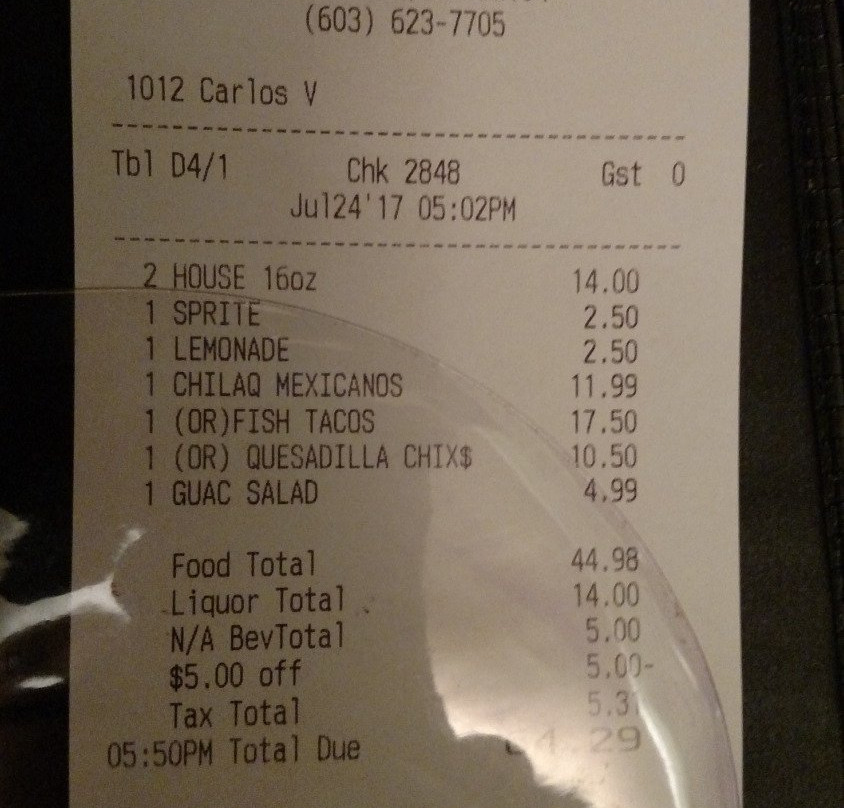 (603) 623-7705
1012 Carlos V
Tbl D4/1 Chk 2848 Gst 0
Jul24'17 05:02PM
2 HOUSE 16oz 14.00
1 SPRITE 2.50
1 LEMONADE 2.50
1 CHILAQ MEXICANOS 11.99
1 (OR)FISH TACOS 17.50
1 (OR) QUESADILLA CHIX$ 10.50
1 GUAC SALAD 4.99
Food Total 44.98
Liquor Total 14.00
N/A BevTotal 5.00
$5.00 off 5.00-
Tax Total 5.31
05:50PM Total Due